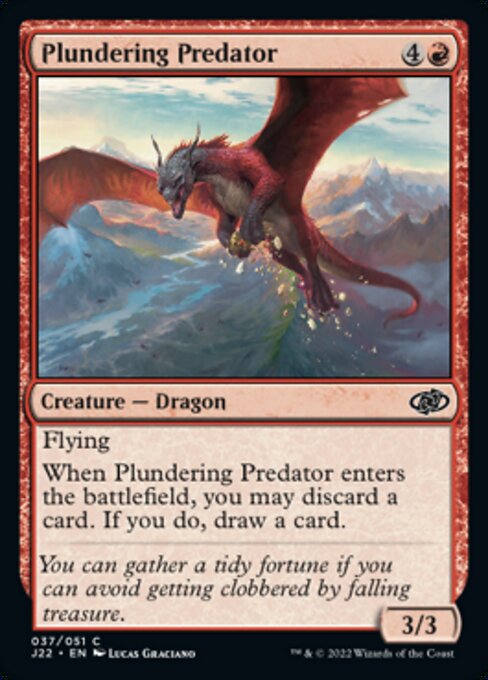 Plundering Predator 4
Creature — Dragon
Flying
When Plundering Predator enters
the battlefield, you may discard a
card. If you do, draw a card.
You can gather a tidy fortune if you
can avoid getting clobbered by falling
treasure.
3/3
037/051 C
J22 • EN Lucas Graciano
™ & © 2022 Wizards of the Coast